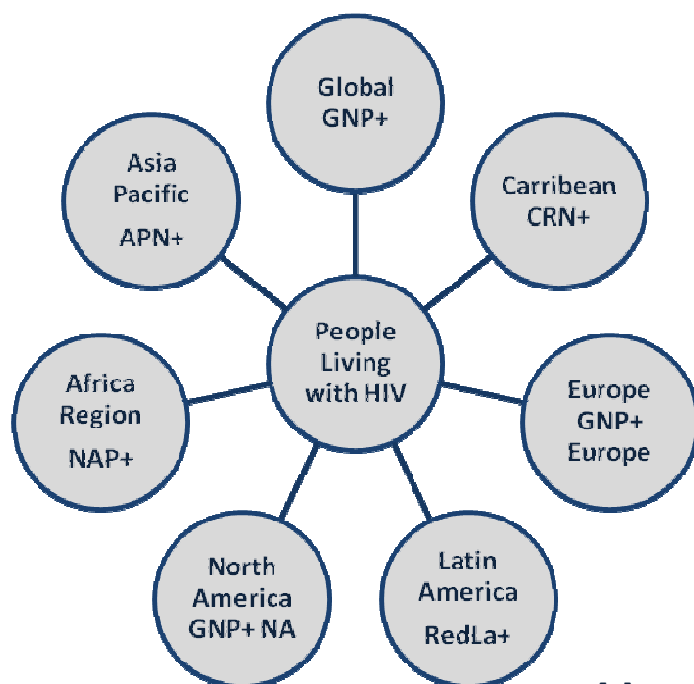 Global
GNP+
Asia
Pacific
APN+
Carribean
CRN+
People
Living
with HIV
Africa
Region
NAP+
Europe
GNP+
Europe
North
America
GNP+ NA
Latin
America
RedLa+